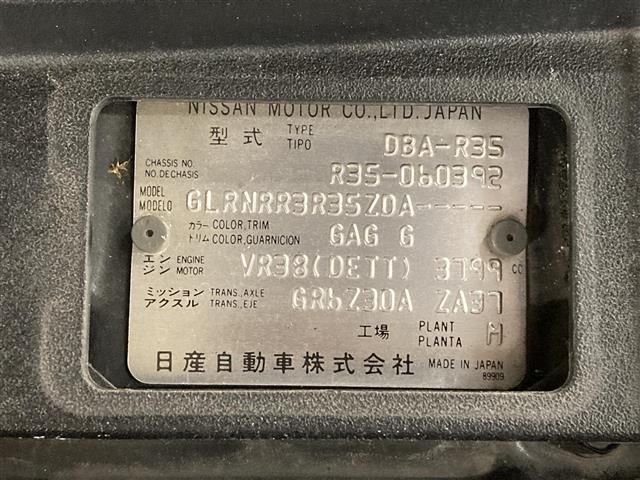 NISSAN MOTOR CO.,LTD. JAPAN
型式 TYPE TIPO DBA-R35
CHASSIS NO. NO.DECHASIS R35-060392
MODEL MODELO GLRNRR3R35ZDA-----
カラー COLOR,TRIM トリム COLOR,GUARNICION GAG G
エンジン ENGINE MOTOR VR38(DETT) 3799 CC
ミッション TRANS.,AXLE アクスル TRANS.,EJE GR6Z30A ZA37
工場 PLANT PLANTA M
日産自動車株式会社 MADE IN JAPAN
89909